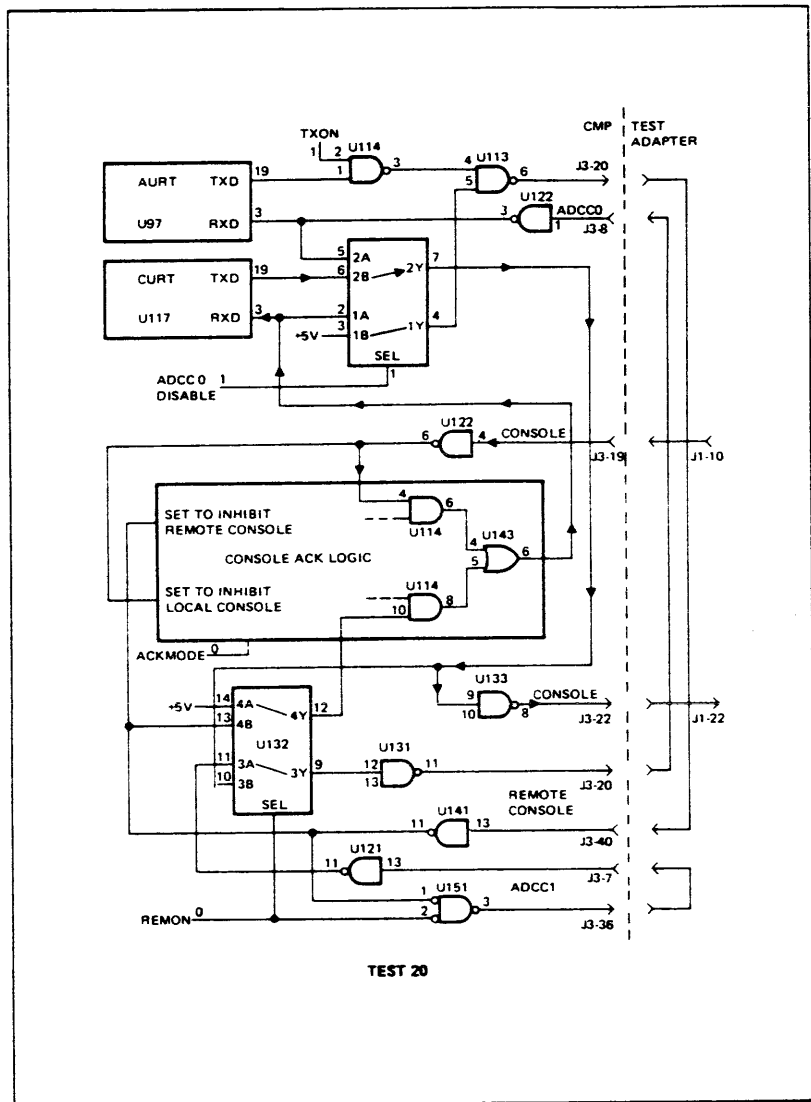 TXON
1 2 U114
3
1
CMP TEST
ADAPTER
J3-20
4 U113
5
6
U122
3
1
ADCC0
J3-8
AURT TXD 19
U97 RXD 3
CURT TXD 19
U117 RXD 3
5 2A 2Y 7
6 2B
2 1A
+5V 3 1B 1Y 4
SEL
1
ADCC 0 1
DISABLE
U122
6 4 CONSOLE
J3-19 J1-10
SET TO INHIBIT
REMOTE CONSOLE
4 6
U114
CONSOLE ACK LOGIC
4 U143
5 6
SET TO INHIBIT
LOCAL CONSOLE
U114
10 8
ACKMODE 0
+5V 14 4A 4Y 12
13 4B
U132
11 3A
10 3B 3Y 9
SEL
9 U133
10 8
CONSOLE
J3-22 J1-22
U131
12
13 11
J3-20
REMOTE
CONSOLE
U141
11 13
J3-40
U121
11 13
J3-7
ADCC1
U151
1
2 3
J3-36
REMON 0
TEST 20